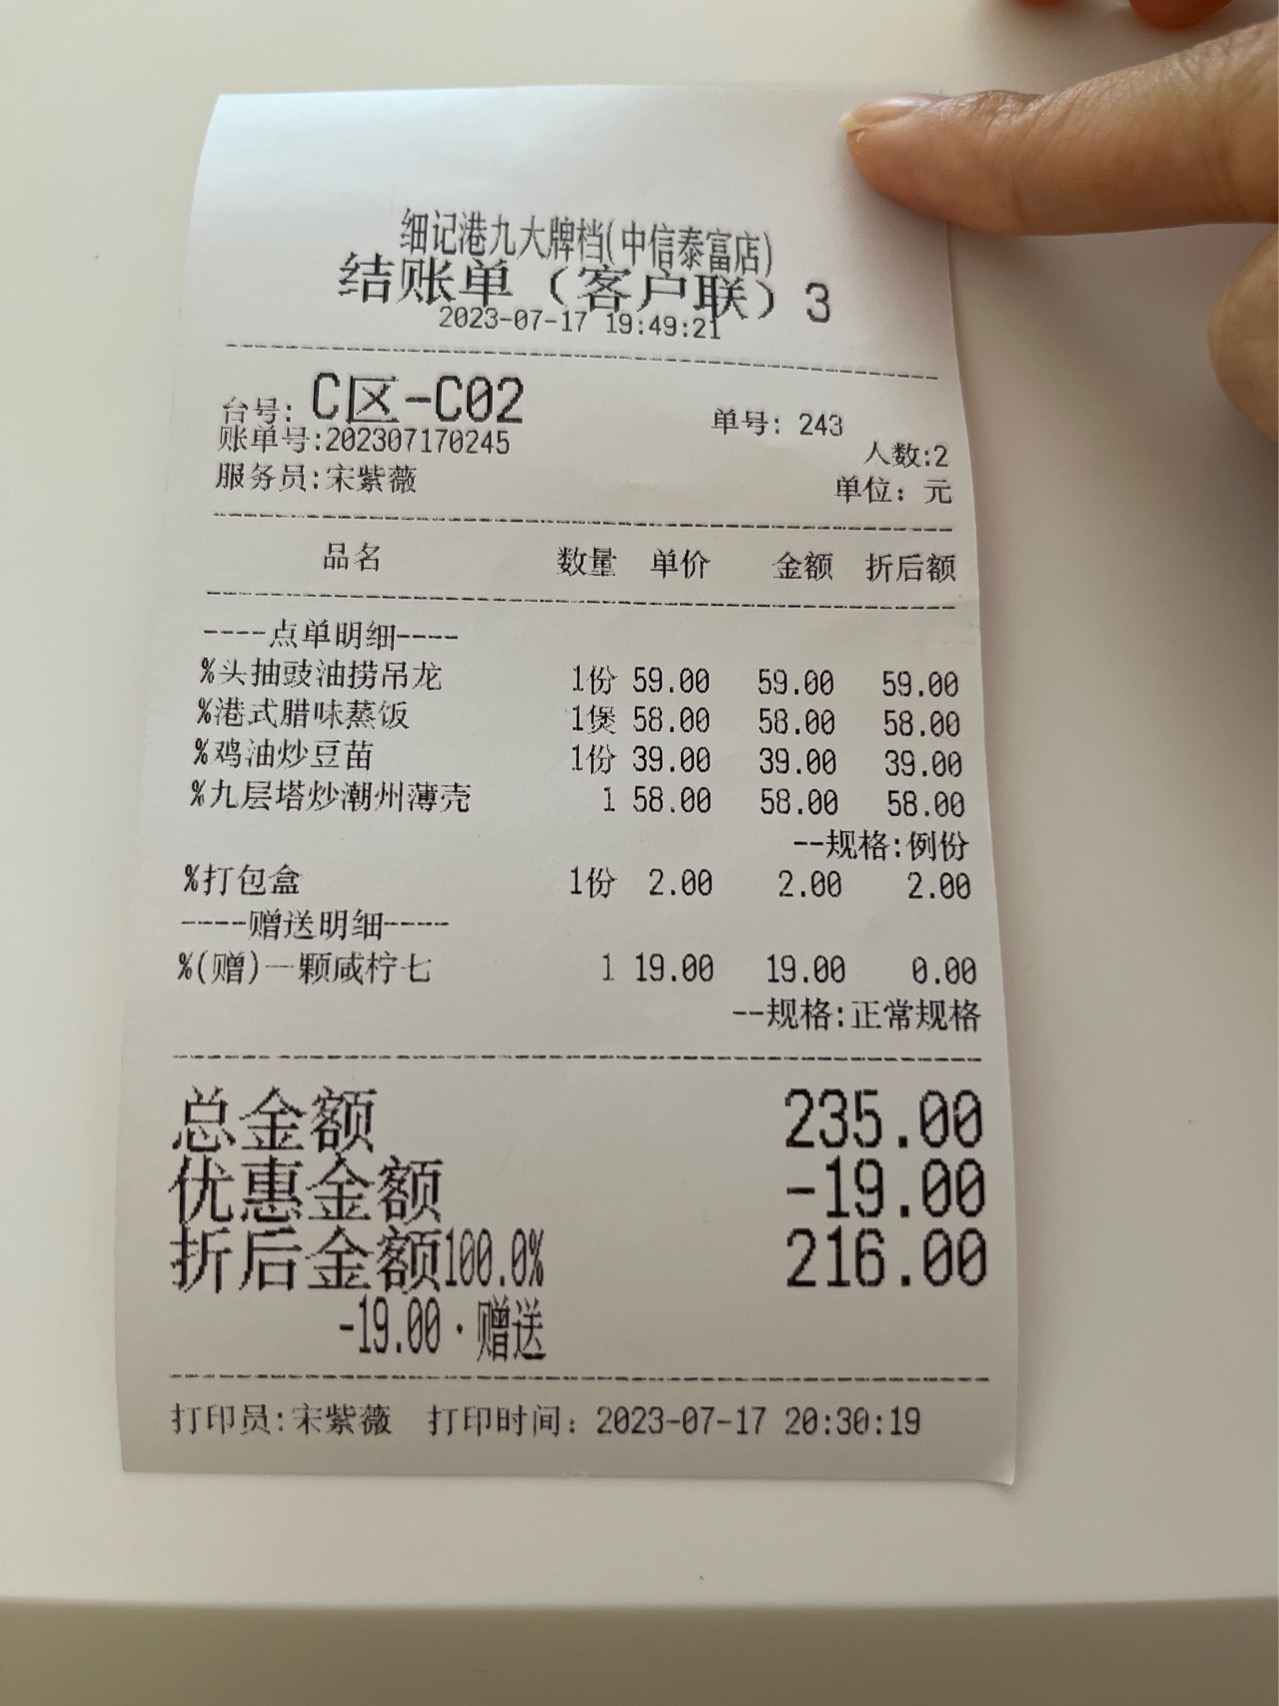 细记港九大牌档(中信泰富店)
结账单（客户联）3
2023-07-17 19:49:21
台号: C区-C02 单号: 243
账单号:202307170245 人数:2
服务员:宋紫薇 单位: 元
品名 数量 单价 金额 折后额
----点单明细----
%头抽豉油捞吊龙 1份 59.00 59.00 59.00
%港式腊味蒸饭 1煲 58.00 58.00 58.00
%鸡油炒豆苗 1份 39.00 39.00 39.00
%九层塔炒潮州薄壳 1 58.00 58.00 58.00
--规格:例份
%打包盒 1份 2.00 2.00 2.00
----赠送明细----
%(赠)一颗咸柠七 1 19.00 19.00 0.00
--规格:正常规格
总金额 235.00
优惠金额 -19.00
折后金额100.0% 216.00
-19.00·赠送
打印员:宋紫薇 打印时间: 2023-07-17 20:30:19